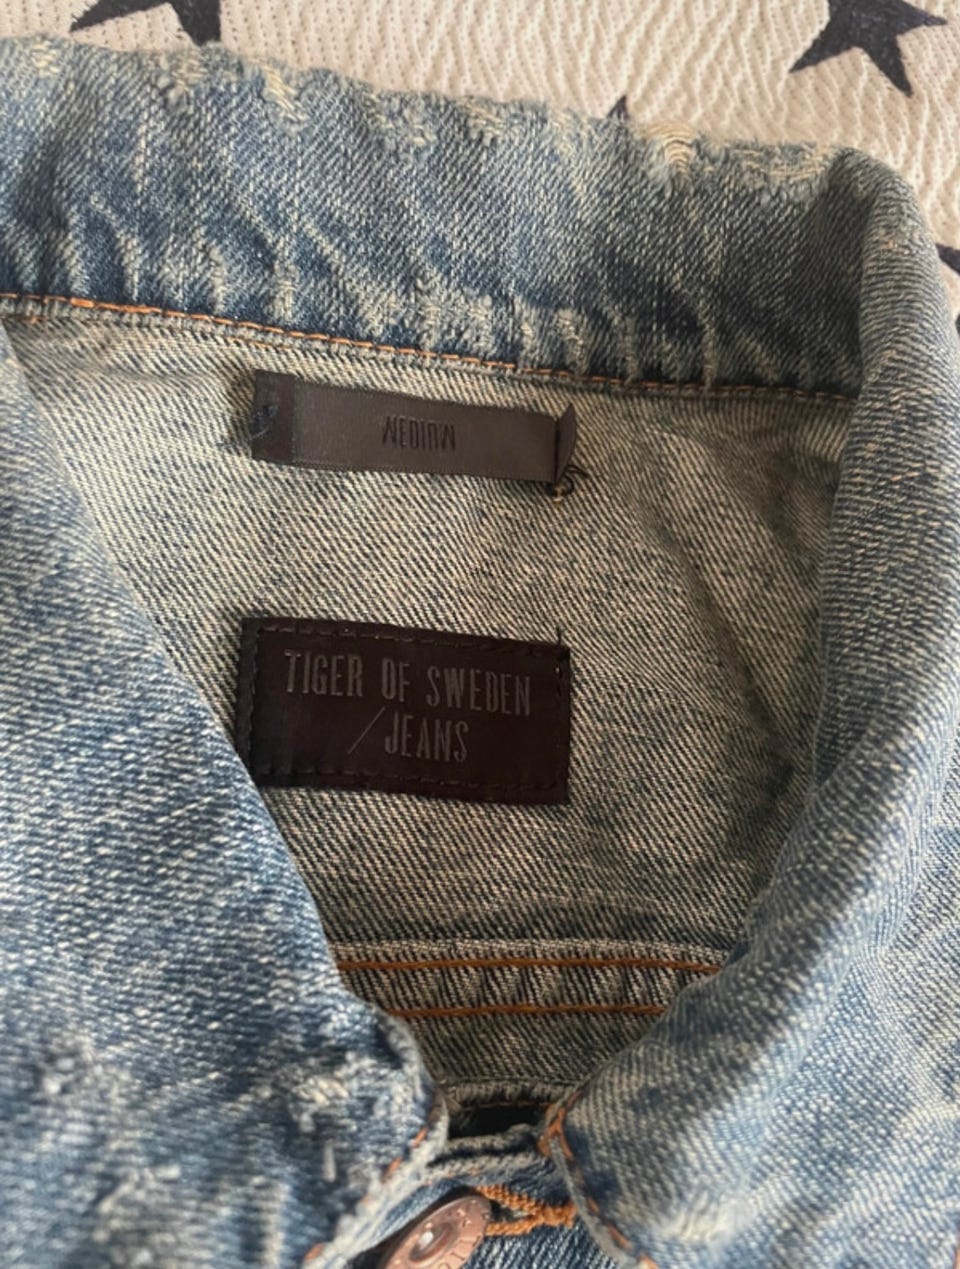 MEDIUM
TIGER OF SWEDEN
/JEANS